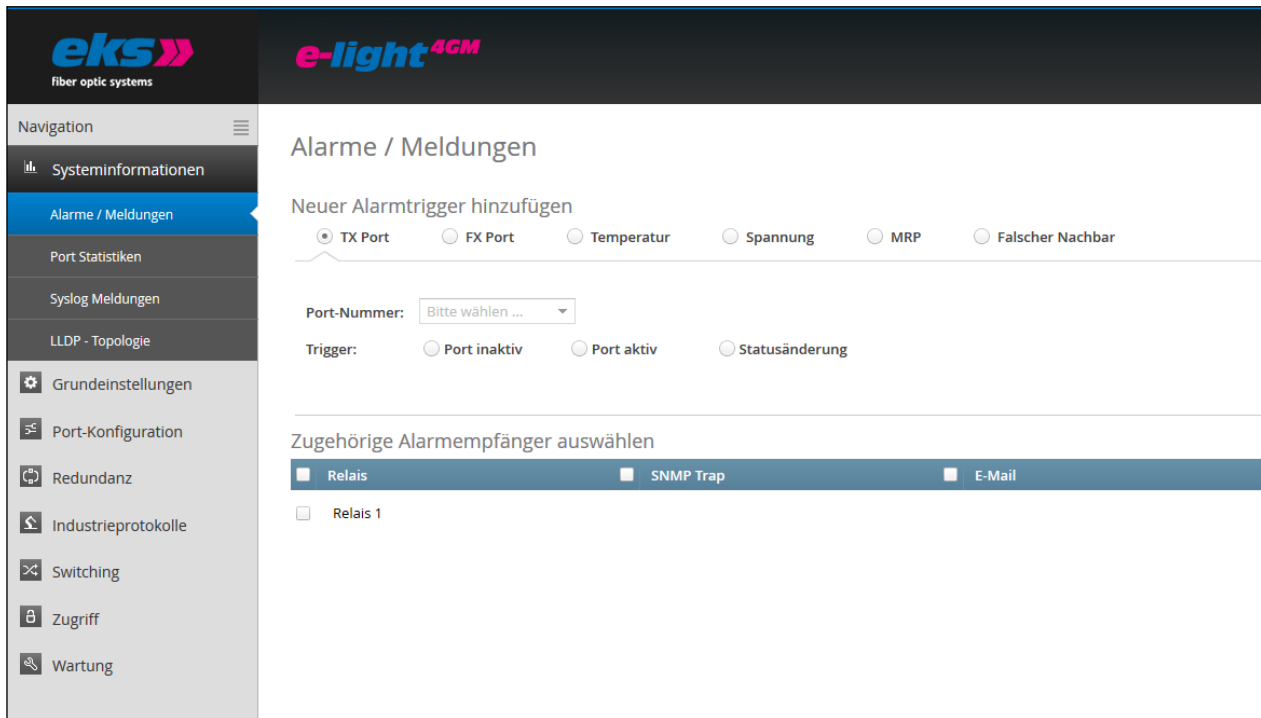 eks
fiber optic systems
e-light 4GM
Navigation
Systeminformationen
Alarme / Meldungen
Port Statistiken
Syslog Meldungen
LLDP - Topologie
Grundeinstellungen
Port-Konfiguration
Redundanz
Industrieprotokolle
Switching
Zugriff
Wartung
Alarme / Meldungen
Neuer Alarmtrigger hinzufügen
TX Port FX Port Temperatur Spannung MRP Falscher Nachbar
Port-Nummer: Bitte wählen ...
Trigger: Port inaktiv Port aktiv Statusänderung
Zugehörige Alarmempfänger auswählen
Relais SNMP Trap E-Mail
Relais 1